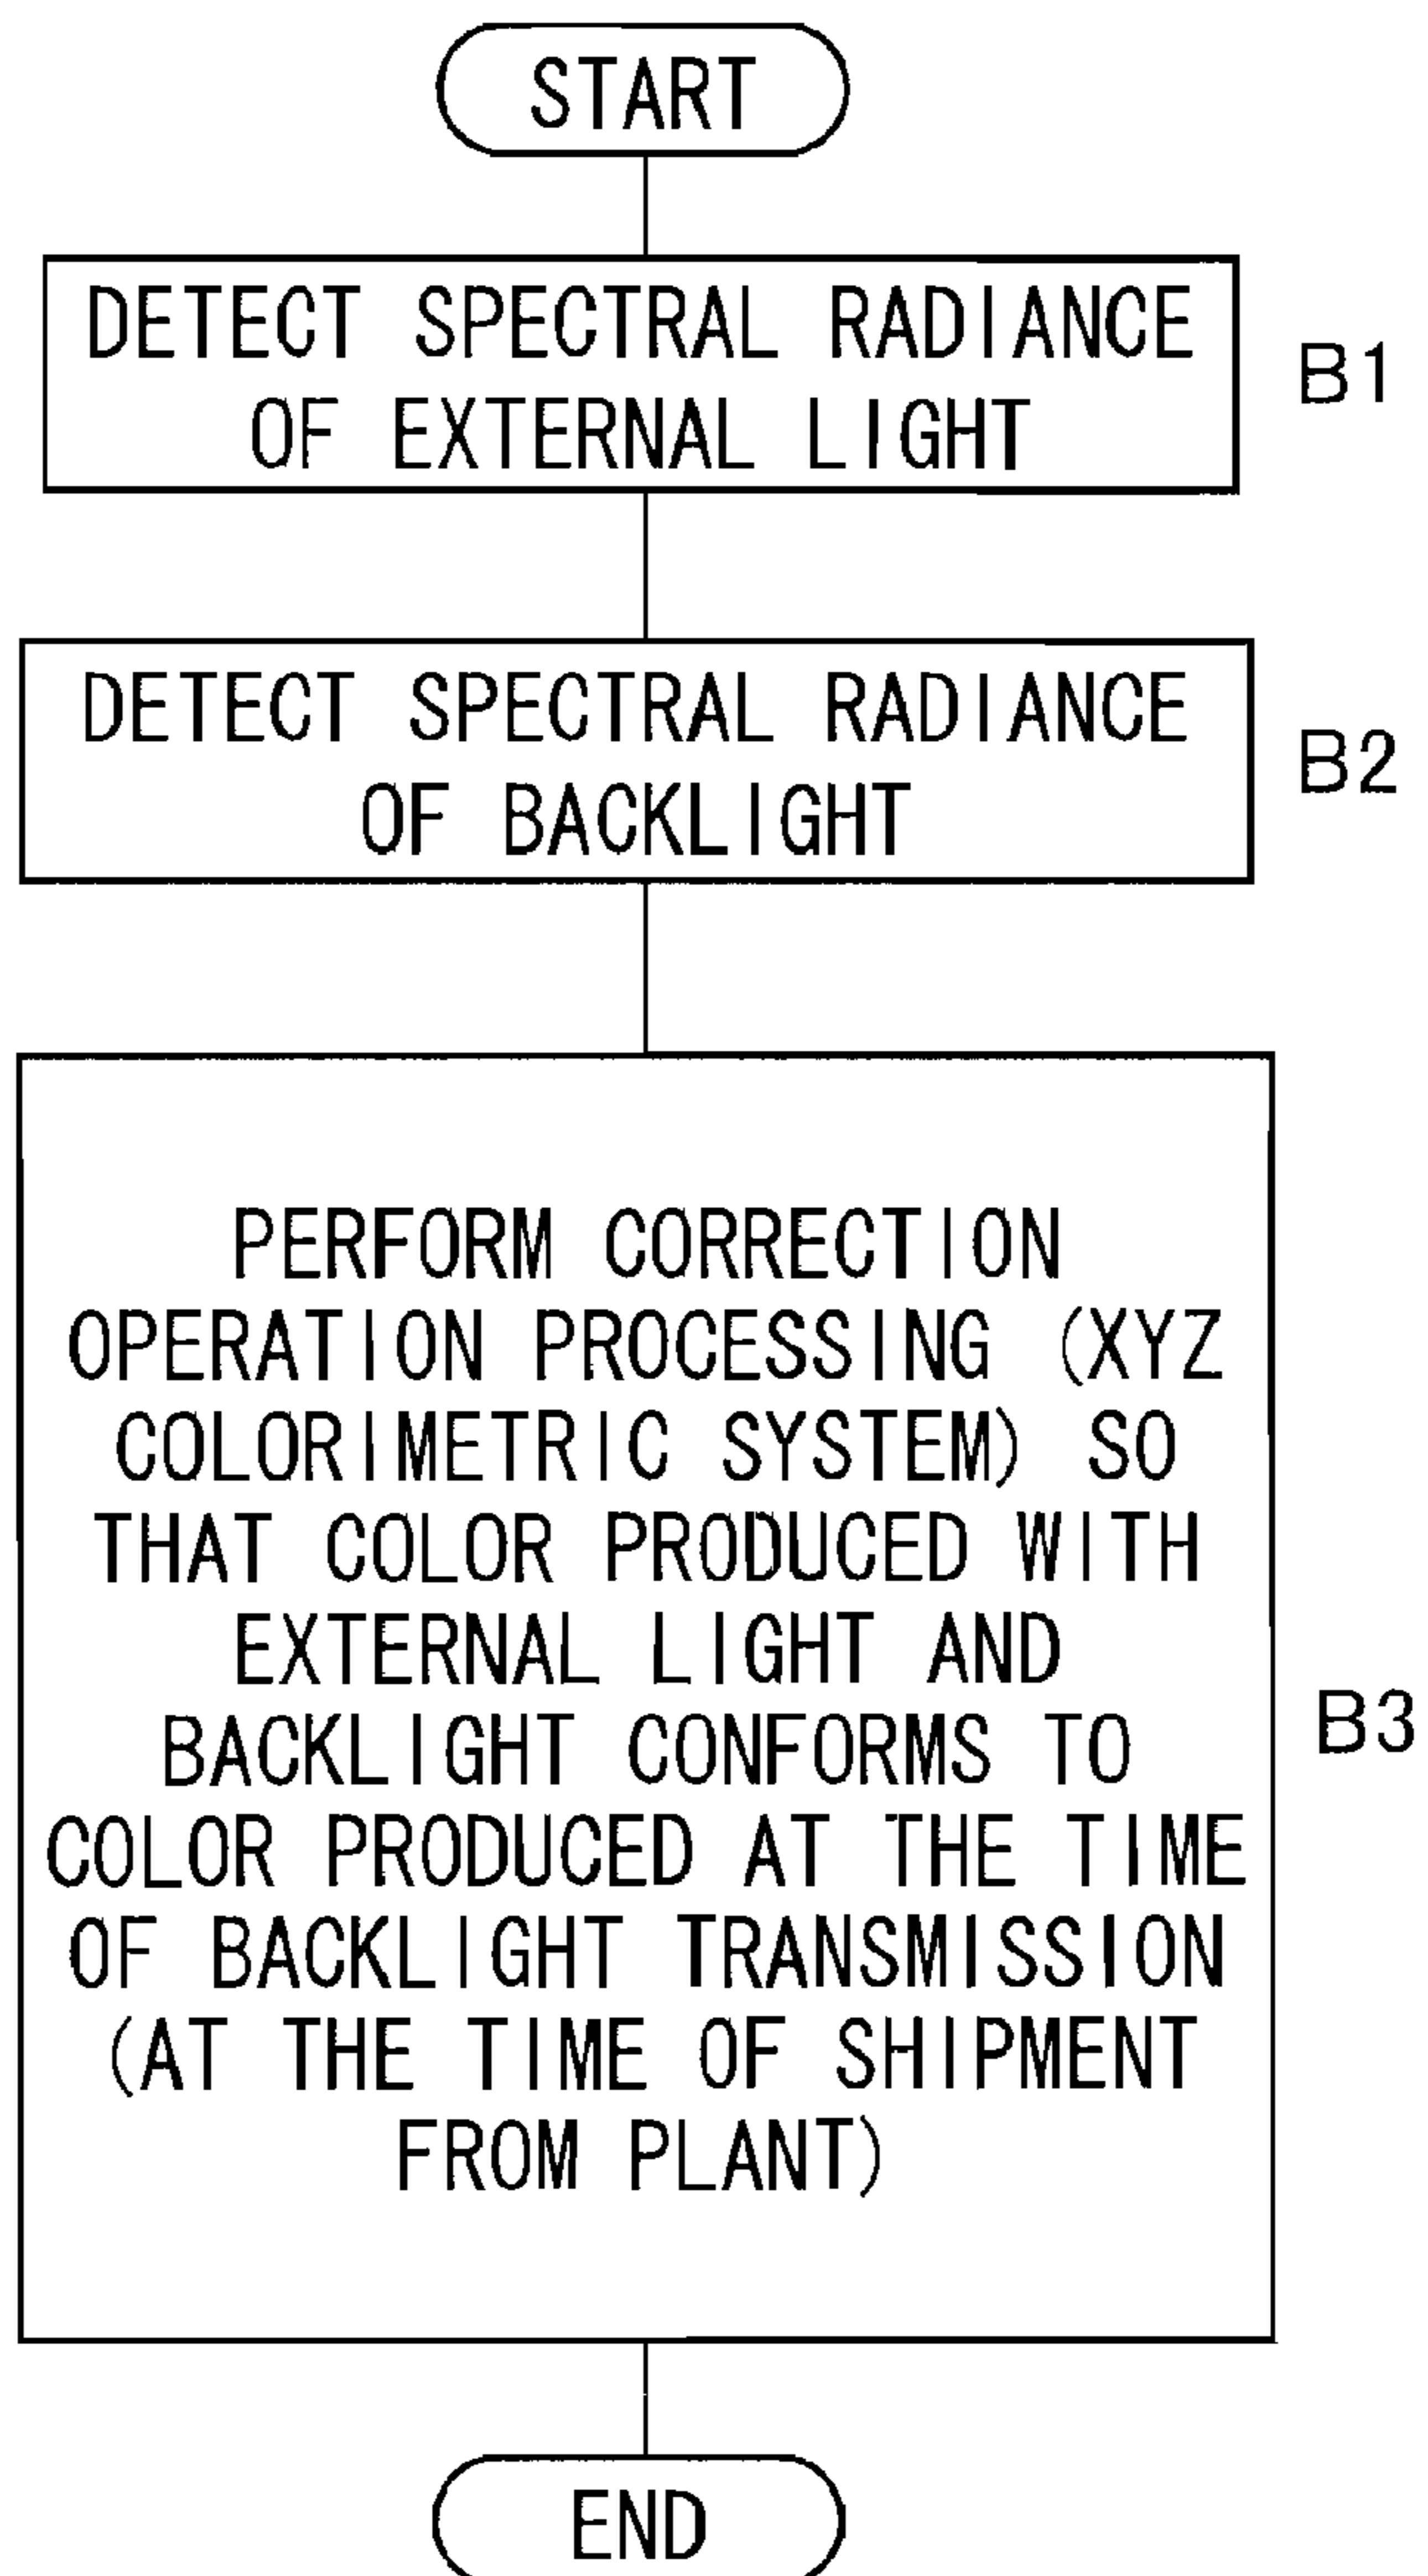 START
DETECT SPECTRAL RADIANCE
OF EXTERNAL LIGHT
B1
DETECT SPECTRAL RADIANCE
OF BACKLIGHT
B2
PERFORM CORRECTION
OPERATION PROCESSING (XYZ
COLORIMETRIC SYSTEM) SO
THAT COLOR PRODUCED WITH
EXTERNAL LIGHT AND
BACKLIGHT CONFORMS TO
COLOR PRODUCED AT THE TIME
OF BACKLIGHT TRANSMISSION
(AT THE TIME OF SHIPMENT
FROM PLANT)
B3
END